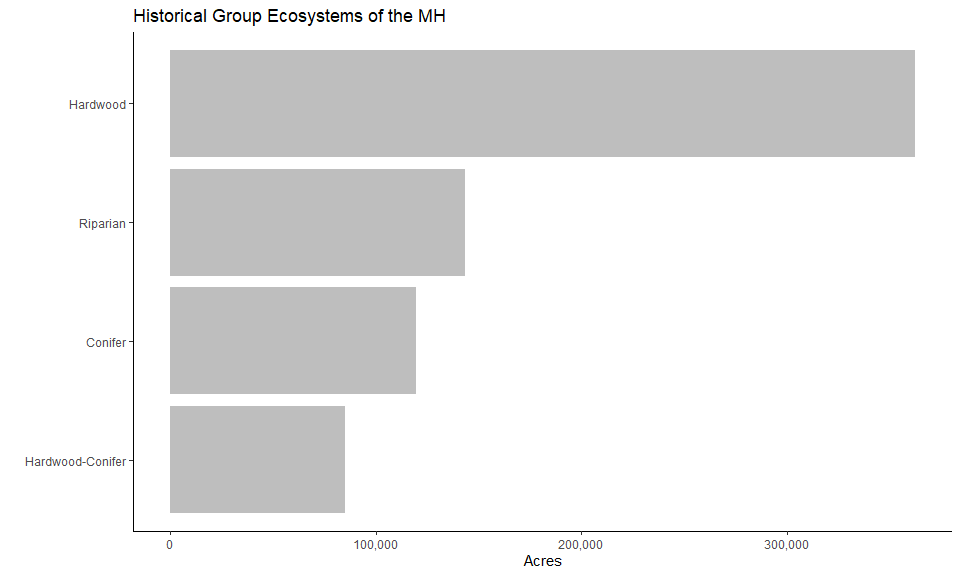 Historical Group Ecosystems of the MH
Hardwood
Riparian
Conifer
Hardwood-Conifer
0 100,000 200,000 300,000
Acres